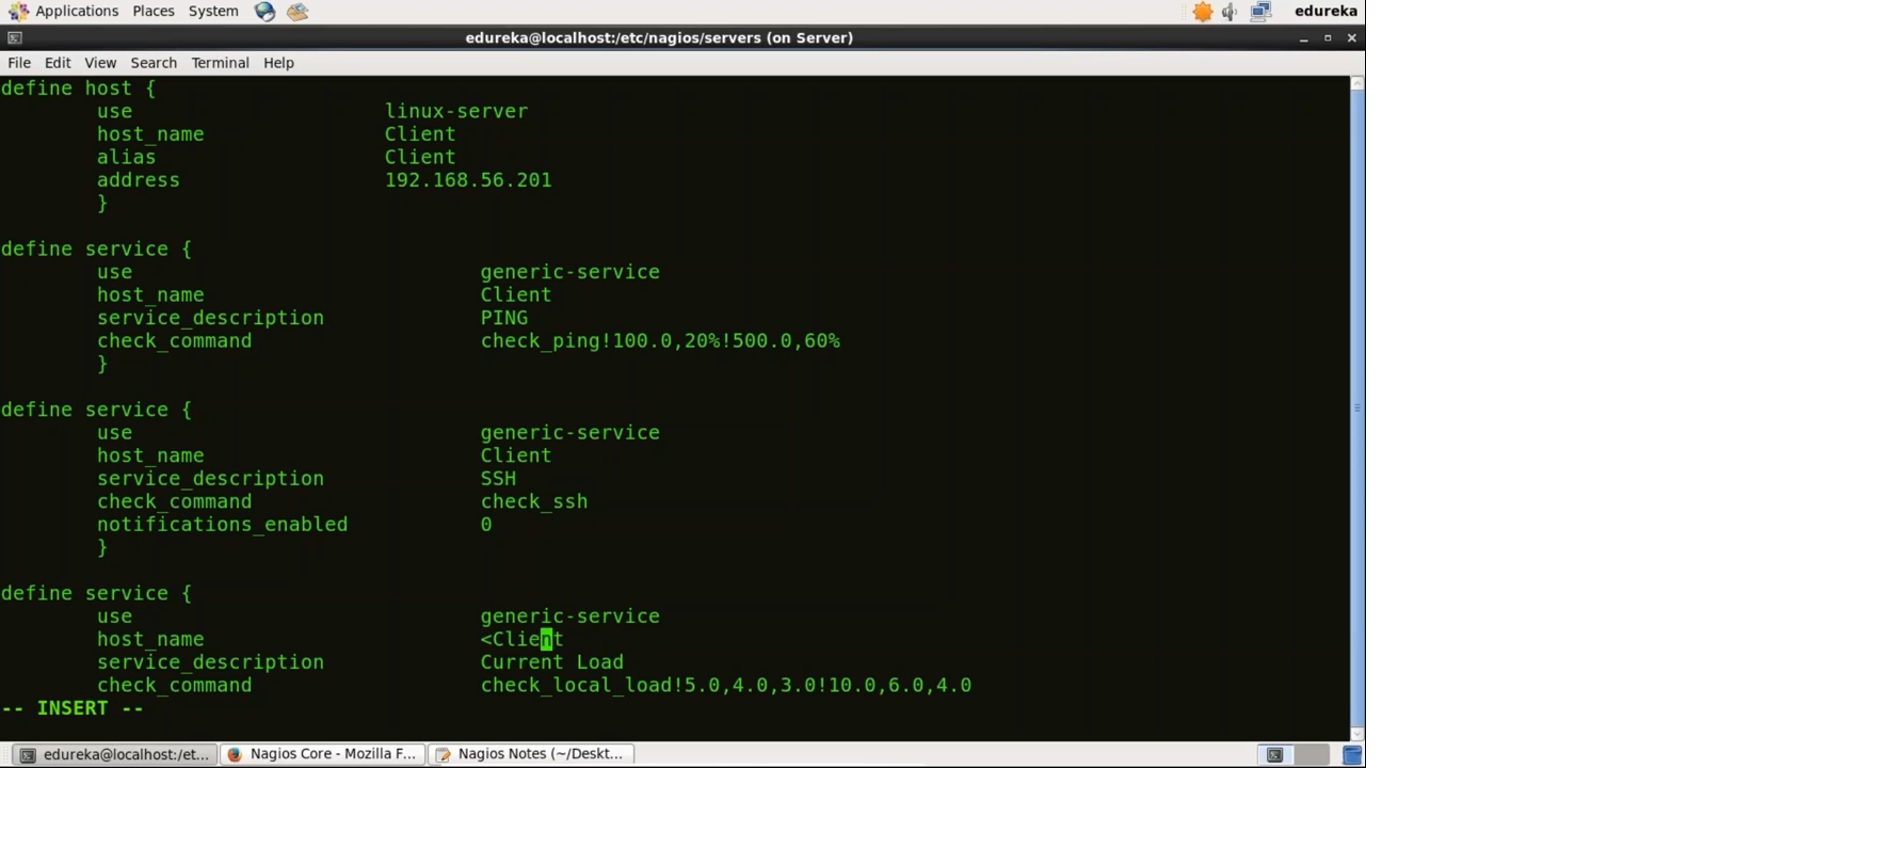 Applications Places System edureka
edureka@localhost:/etc/nagios/servers (on Server)
File Edit View Search Terminal Help
define host {
use linux-server
host_name Client
alias Client
address 192.168.56.201
}
define service {
use generic-service
host_name Client
service_description PING
check_command check_ping!100.0,20%!500.0,60%
}
define service {
use generic-service
host_name Client
service_description SSH
check_command check_ssh
notifications_enabled 0
}
define service {
use generic-service
host_name <Client
service_description Current Load
check_command check_local_load!5.0,4.0,3.0!10.0,6.0,4.0
-- INSERT --
edureka@localhost:/et... Nagios Core - Mozilla F... Nagios Notes (~/Deskt...